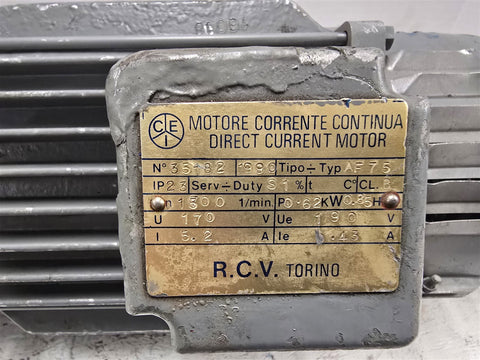 CEI
MOTORE CORRENTE CONTINUA
DIRECT CURRENT MOTOR
N° 35182 1990 Tipo÷Typ AF75
IP23 Serv÷Duty S1 % t C° CL.
n 1500 1/min. P 0.62 KW 0.85 H
U 170 V Ue 190 V
I 5.2 A Ie .43 A
R.C.V. TORINO